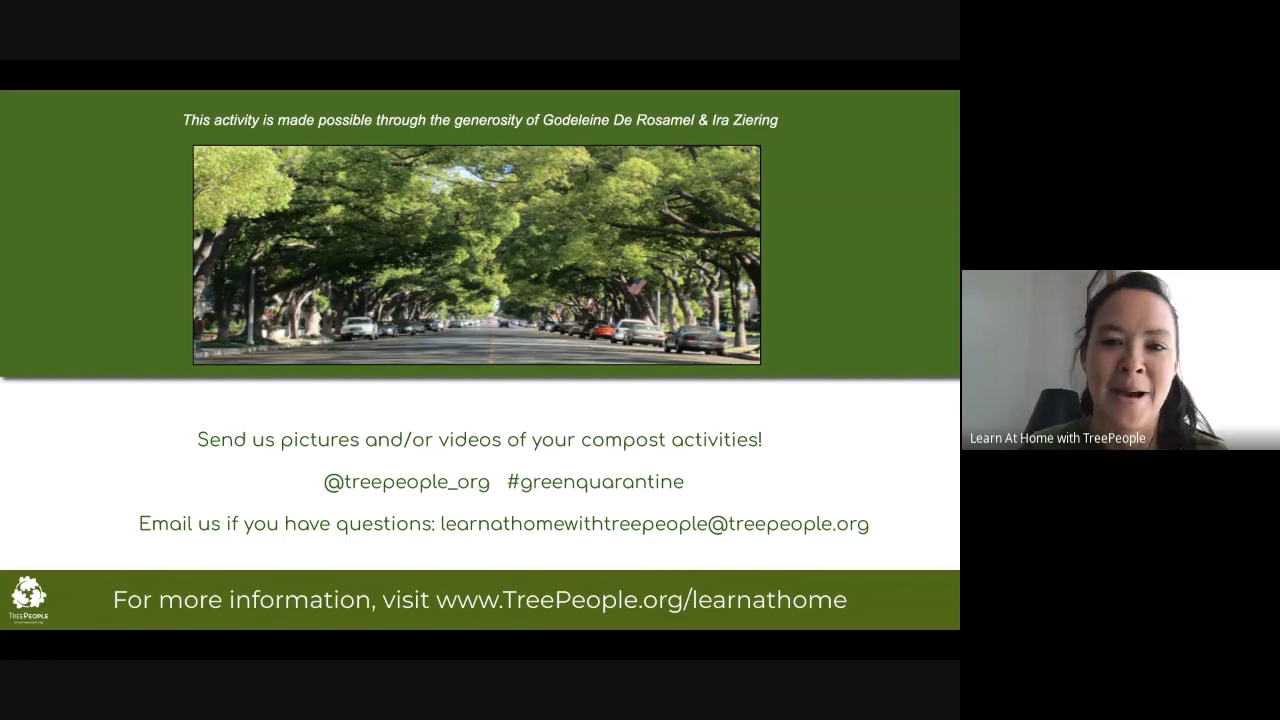 This activity is made possible through the generosity of Godeleine De Rosamel & Ira Ziering
Send us pictures and/or videos of your compost activities!
@treepeople_org #greenquarantine
Email us if you have questions: learnathomewithtreepeople@treepeople.org
For more information, visit www.TreePeople.org/learnathome
TREEPEOPLE
Learn At Home with TreePeople